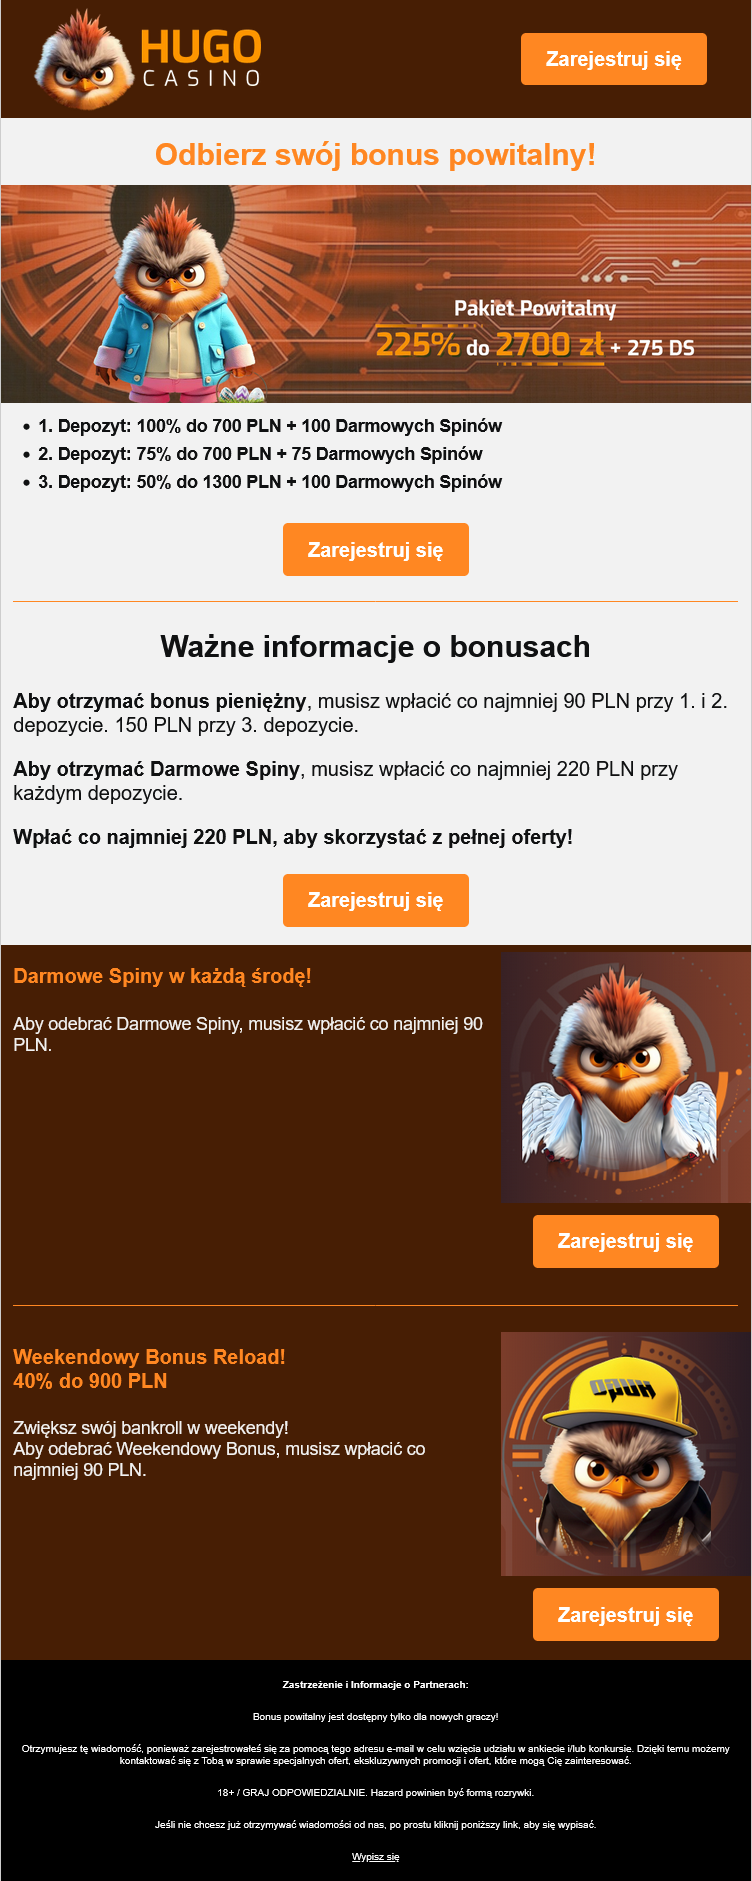 HUGO
CASINO
Zarejestruj się
Odbierz swój bonus powitalny!
Pakiet Powitalny
225% do 2700 zł + 275 DS
• 1. Depozyt: 100% do 700 PLN + 100 Darmowych Spinów
• 2. Depozyt: 75% do 700 PLN + 75 Darmowych Spinów
• 3. Depozyt: 50% do 1300 PLN + 100 Darmowych Spinów
Zarejestruj się
Ważne informacje o bonusach
Aby otrzymać bonus pieniężny, musisz wpłacić co najmniej 90 PLN przy 1. i 2.
depozycie. 150 PLN przy 3. depozycie.
Aby otrzymać Darmowe Spiny, musisz wpłacić co najmniej 220 PLN przy
każdym depozycie.
Wpłać co najmniej 220 PLN, aby skorzystać z pełnej oferty!
Zarejestruj się
Darmowe Spiny w każdą środę!
Aby odebrać Darmowe Spiny, musisz wpłacić co najmniej 90
PLN.
Zarejestruj się
Weekendowy Bonus Reload!
40% do 900 PLN
Zwiększ swój bankroll w weekendy!
Aby odebrać Weekendowy Bonus, musisz wpłacić co
najmniej 90 PLN.
Zarejestruj się
Zastrzeżenie i Informacje o Partnerach:
Bonus powitalny jest dostępny tylko dla nowych graczy!
Otrzymujesz tę wiadomość, ponieważ zarejestrowałeś się za pomocą tego adresu e-mail w celu wzięcia udziału w ankiecie i/lub konkursie. Dzięki temu możemy
kontaktować się z Tobą w sprawie specjalnych ofert, ekskluzywnych promocji i ofert, które mogą Cię zainteresować.
18+ / GRAJ ODPOWIEDZIALNIE. Hazard powinien być formą rozrywki.
Jeśli nie chcesz już otrzymywać wiadomości od nas, po prostu kliknij poniższy link, aby się wypisać.
Wypisz się